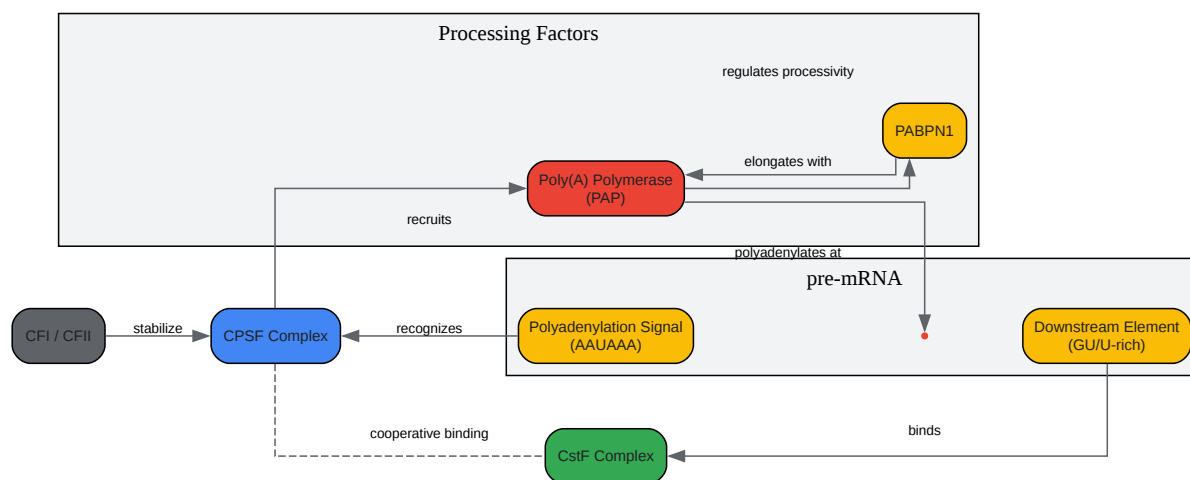 Processing Factors
regulates processivity
PABPN1
elongates with
Poly(A) Polymerase
(PAP)
recruits
polyadenylates at
pre-mRNA
CFI / CFII
stabilize
CPSF Complex
recognizes
Polyadenylation Signal
(AAUAAA)
Downstream Element
(GU/U-rich)
cooperative binding
binds
CstF Complex